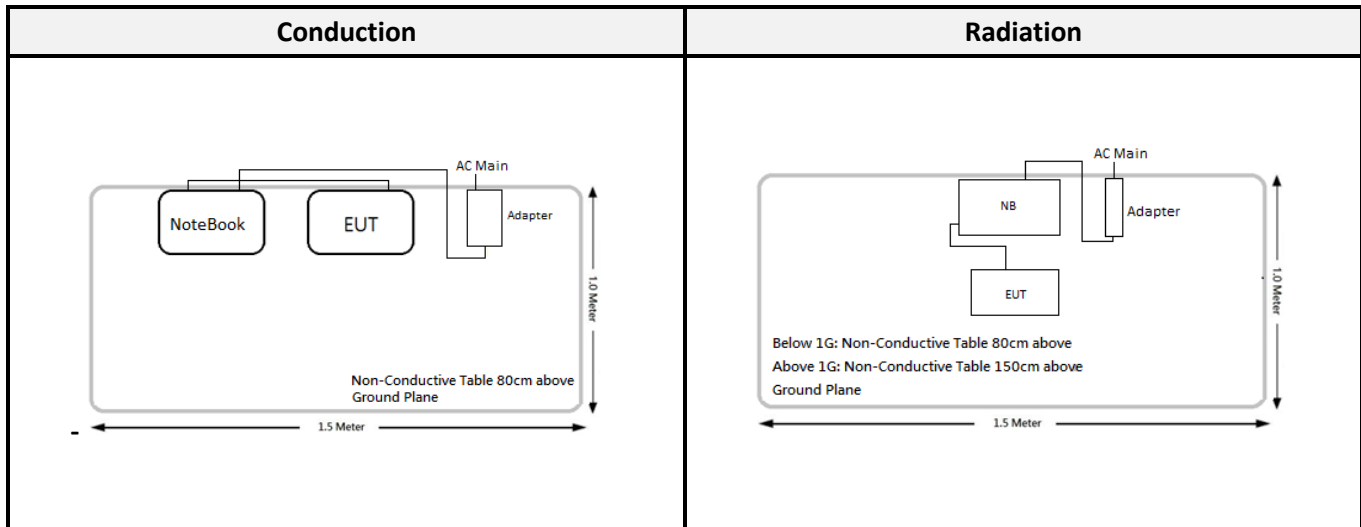 Conduction
Radiation
AC Main
NoteBook
EUT
Adapter
1.0 Meter
Non-Conductive Table 80cm above
Ground Plane
-
1.5 Meter
AC Main
NB
Adapter
EUT
1.0 Meter
Below 1G: Non-Conductive Table 80cm above
Above 1G: Non-Conductive Table 150cm above
Ground Plane
1.5 Meter